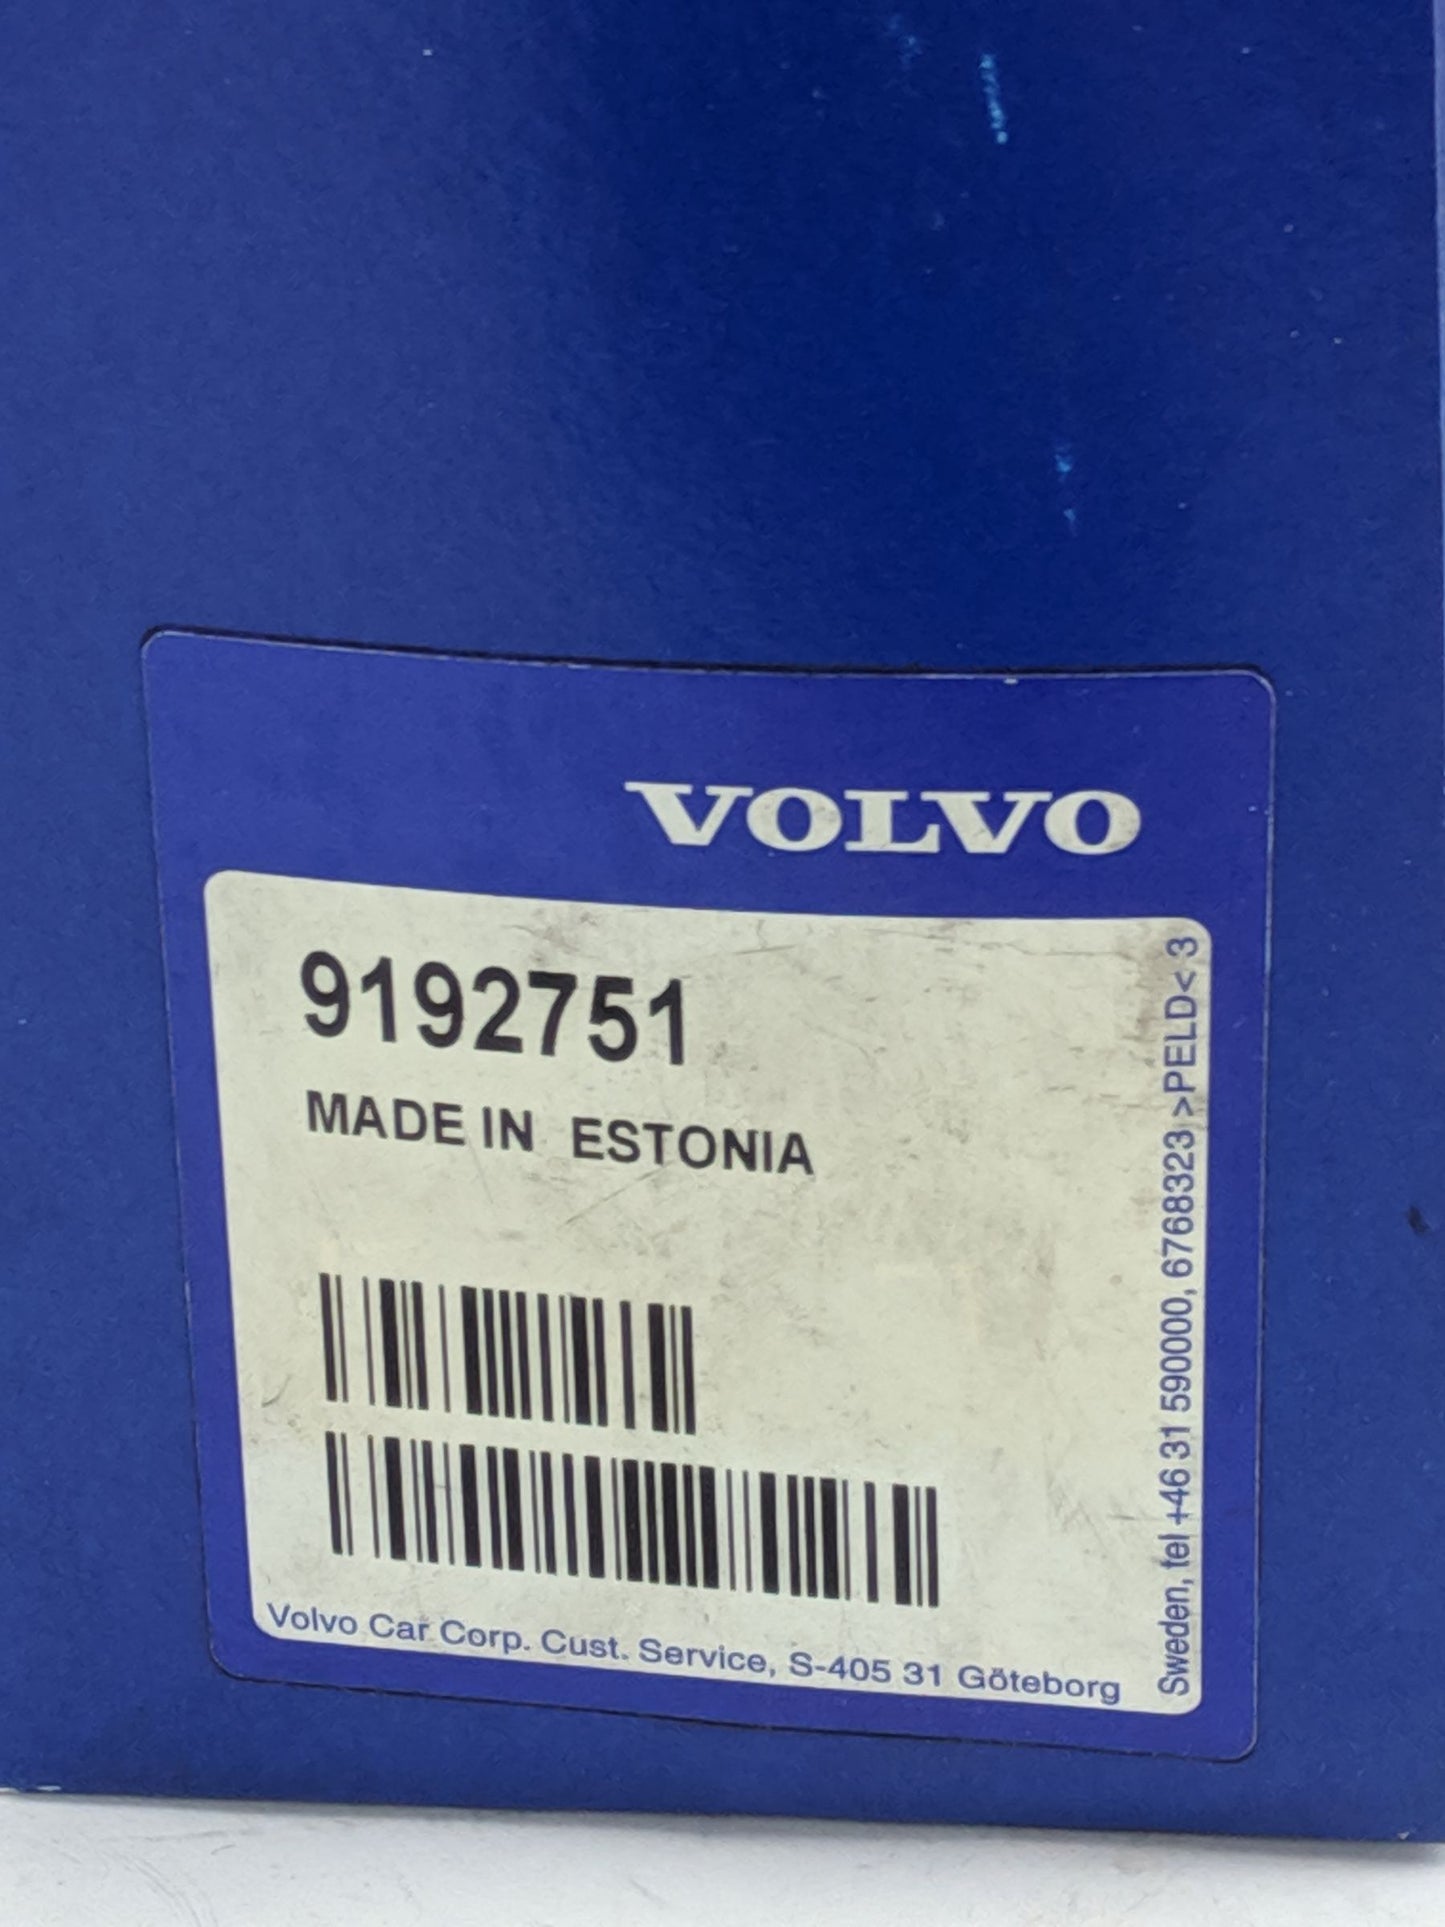 VOLVO
9192751
MADE IN ESTONIA
Volvo Car Corp. Cust. Service, S-405 31 Göteborg
Sweden, tel +46 31 590000, 6768323 >PELD< 3